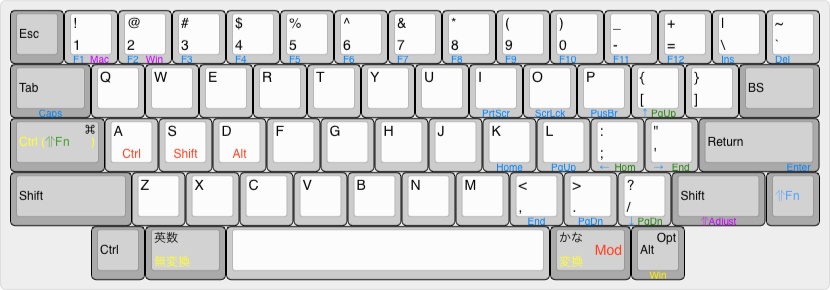 Esc ! @ # $ % ^ & * ( ) _ + | ~
1 2 3 4 5 6 7 8 9 0 - = \ `
F1 Mac F2 Win F3 F4 F5 F6 F7 F8 F9 F10 F11 F12 Ins Del
Tab Q W E R T Y U I O P { } BS
[ ]
Caps PrtScr ScrLck PusBr ↑ PgUp
⌘ A S D F G H J K L : " Return
Ctrl (⇧Fn ) Ctrl Shift Alt ; '
Home PgUp ← Hom → End Enter
Shift Z X C V B N M < > ? Shift ⇧Fn
, . /
End PgDn ↓ PgDn ⇧Adjust
Ctrl 英数 かな Mod Opt
Alt
無変換 変換 Win